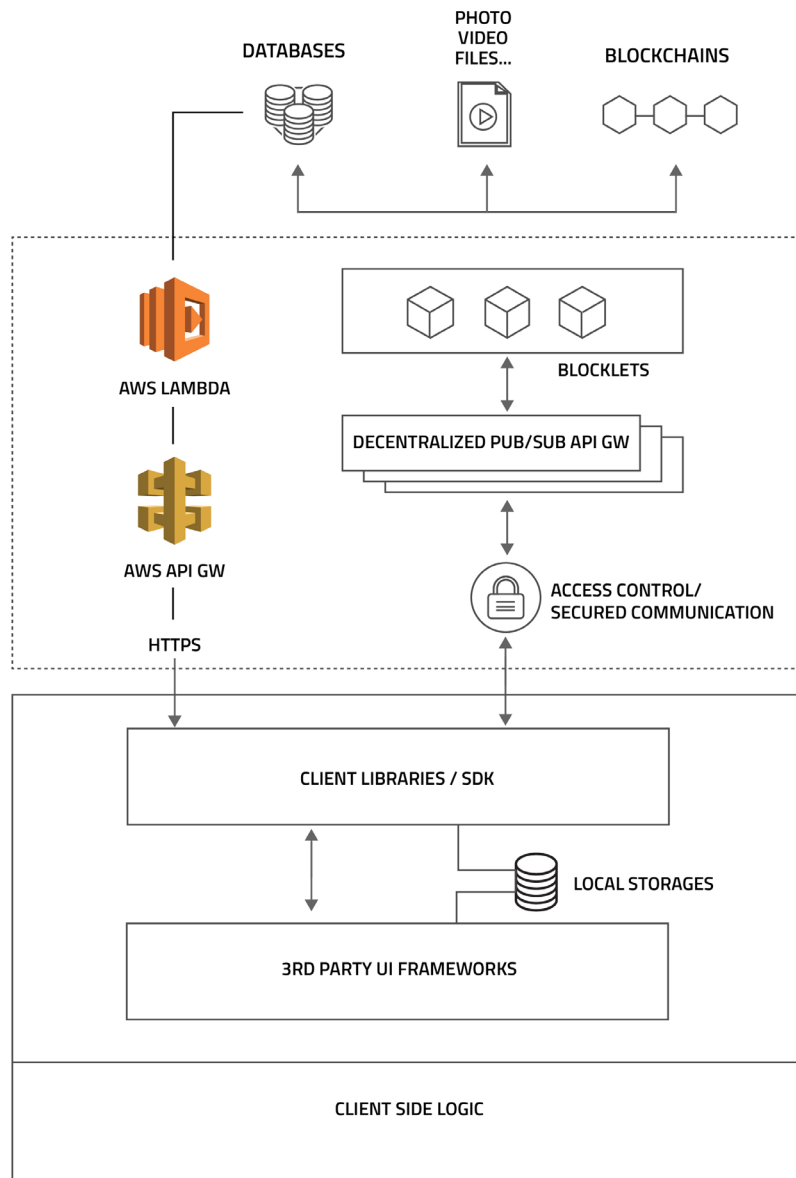 DATABASES
PHOTO
VIDEO
FILES...
BLOCKCHAINS
AWS LAMBDA
BLOCKLETS
DECENTRALIZED PUB/SUB API GW
AWS API GW
ACCESS CONTROL/
SECURED COMMUNICATION
HTTPS
CLIENT LIBRARIES / SDK
LOCAL STORAGES
3RD PARTY UI FRAMEWORKS
CLIENT SIDE LOGIC